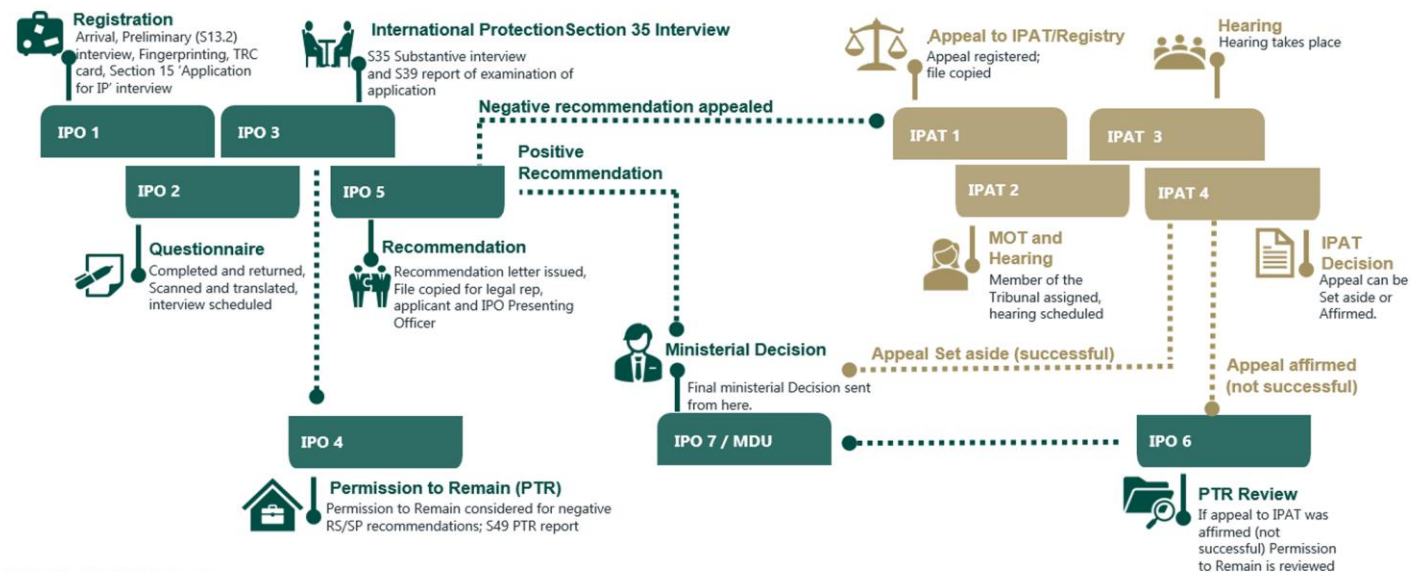 Registration
Arrival, Preliminary (S13.2)
interview, Fingerprinting, TRC
card, Section 15 ‘Application
for IP’ interview
International ProtectionSection 35 Interview
S35 Substantive interview
and S39 report of examination of
application
Appeal to IPAT/Registry
Appeal registered;
file copied
Hearing
Hearing takes place
Negative recommendation appealed
IPO 1
IPO 3
IPAT 1
IPAT 3
Positive
Recommendation
IPO 2
IPO 5
IPAT 2
IPAT 4
Questionnaire
Completed and returned,
Scanned and translated,
interview scheduled
Recommendation
Recommendation letter issued,
File copied for legal rep,
applicant and IPO Presenting
Officer
MOT and
Hearing
Member of the
Tribunal assigned,
hearing scheduled
IPAT
Decision
Appeal can be
Set aside or
Affirmed.
Ministerial Decision
Final ministerial Decision sent
from here.
Appeal Set aside (successful)
Appeal affirmed
(not successful)
IPO 4
IPO 7 / MDU
IPO 6
Permission to Remain (PTR)
Permission to Remain considered for negative
RS/SP recommendations; S49 PTR report
PTR Review
If appeal to IPAT was
affirmed (not
successful) Permission
to Remain is reviewed